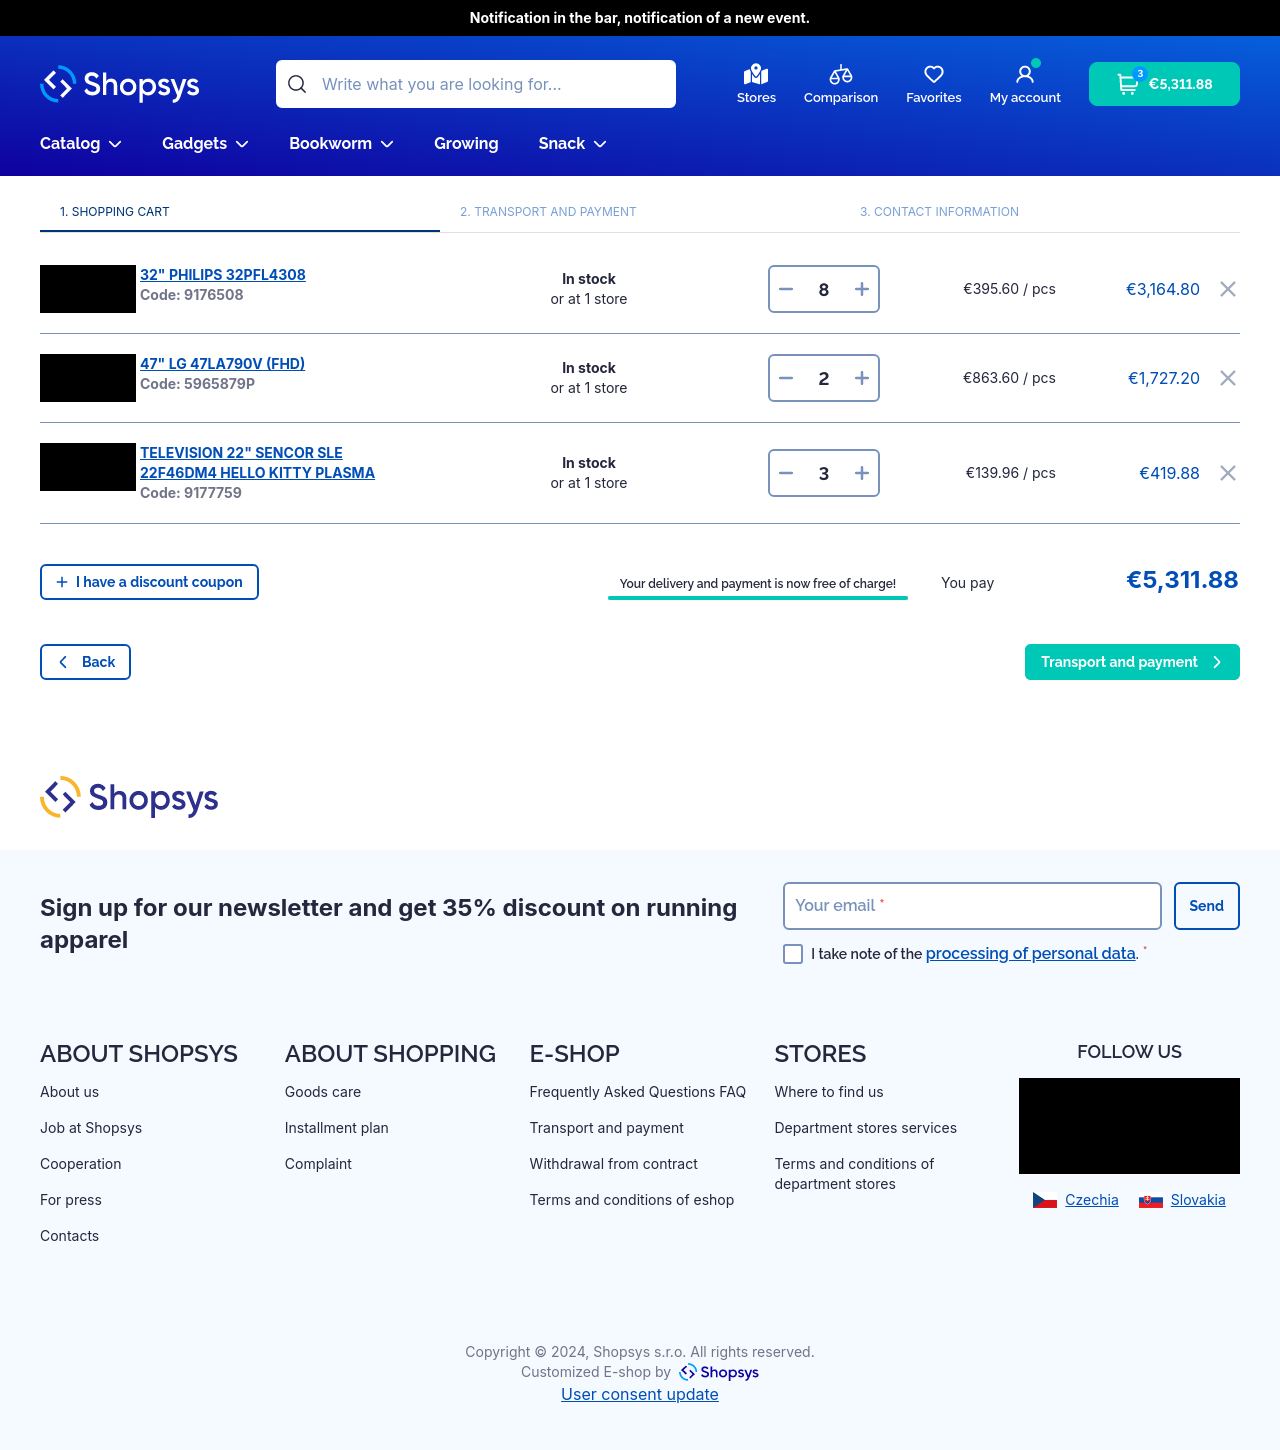 Notification in the bar, notification of a new event.
Shopsys
Write what you are looking for...
Stores
Comparison
Favorites
My account
3
€5,311.88
Catalog
Gadgets
Bookworm
Growing
Snack
1. SHOPPING CART
2. TRANSPORT AND PAYMENT
3. CONTACT INFORMATION
32" PHILIPS 32PFL4308
Code: 9176508
In stock
or at 1 store
8
€395.60 / pcs
€3,164.80
47" LG 47LA790V (FHD)
Code: 5965879P
In stock
or at 1 store
2
€863.60 / pcs
€1,727.20
TELEVISION 22" SENCOR SLE
22F46DM4 HELLO KITTY PLASMA
Code: 9177759
In stock
or at 1 store
3
€139.96 / pcs
€419.88
I have a discount coupon
Your delivery and payment is now free of charge!
You pay
€5,311.88
Back
Transport and payment
Shopsys
Sign up for our newsletter and get 35% discount on running
apparel
Your email *
Send
I take note of the processing of personal data. *
ABOUT SHOPSYS
About us
Job at Shopsys
Cooperation
For press
Contacts
ABOUT SHOPPING
Goods care
Installment plan
Complaint
E-SHOP
Frequently Asked Questions FAQ
Transport and payment
Withdrawal from contract
Terms and conditions of eshop
STORES
Where to find us
Department stores services
Terms and conditions of
department stores
FOLLOW US
Czechia
Slovakia
Copyright © 2024, Shopsys s.r.o. All rights reserved.
Customized E-shop by Shopsys
User consent update